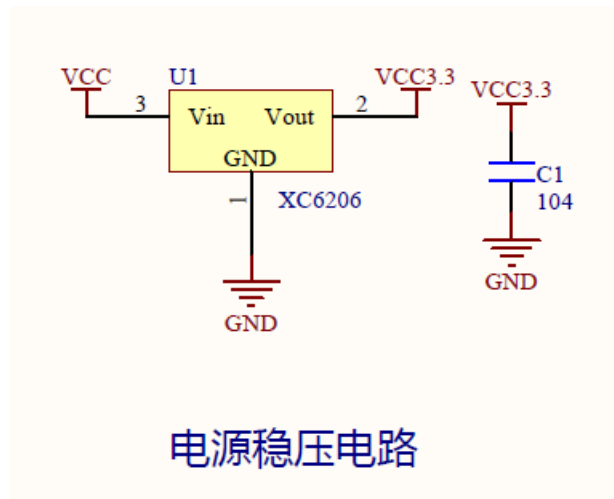 VCC
U1
VCC3.3
3
Vin
Vout
2
GND
1
XC6206
GND
VCC3.3
C1
104
GND
电源稳压电路